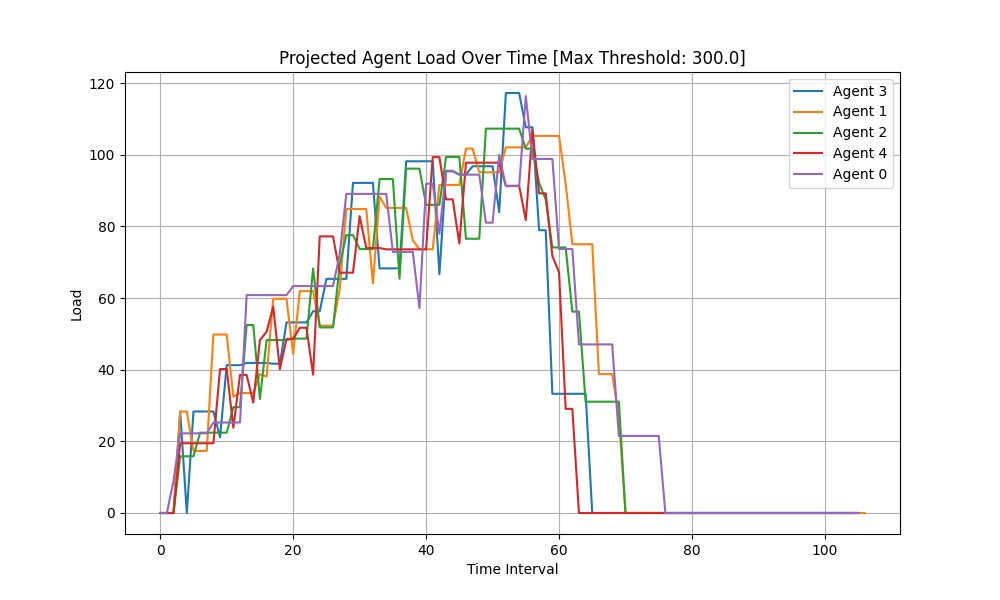 Projected Agent Load Over Time [Max Threshold: 300.0]
120
100
80
60
40
20
0
Load
0 20 40 60 80 100
Time Interval
Agent 3
Agent 1
Agent 2
Agent 4
Agent 0